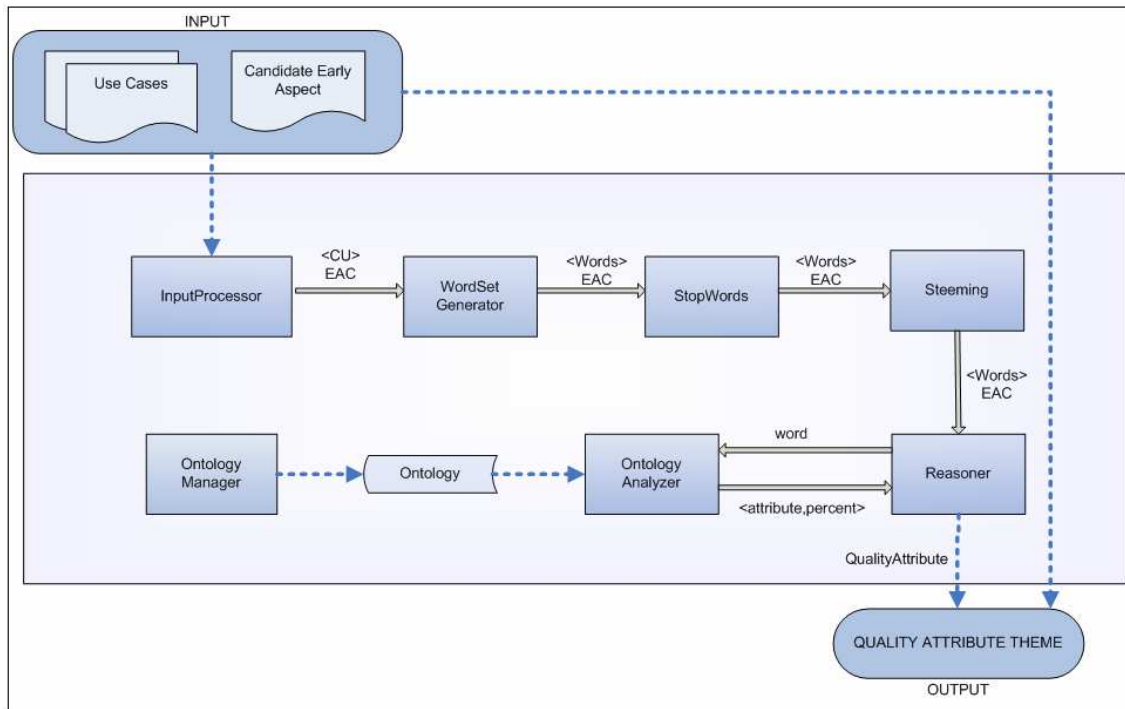 INPUT
Use Cases
Candidate Early
Aspect
InputProcessor
<CU>
EAC
WordSet
Generator
<Words>
EAC
StopWords
<Words>
EAC
Steeming
<Words>
EAC
Ontology
Manager
Ontology
Ontology
Analyzer
word
<attribute,percent>
Reasoner
QualityAttribute
QUALITY ATTRIBUTE THEME
OUTPUT